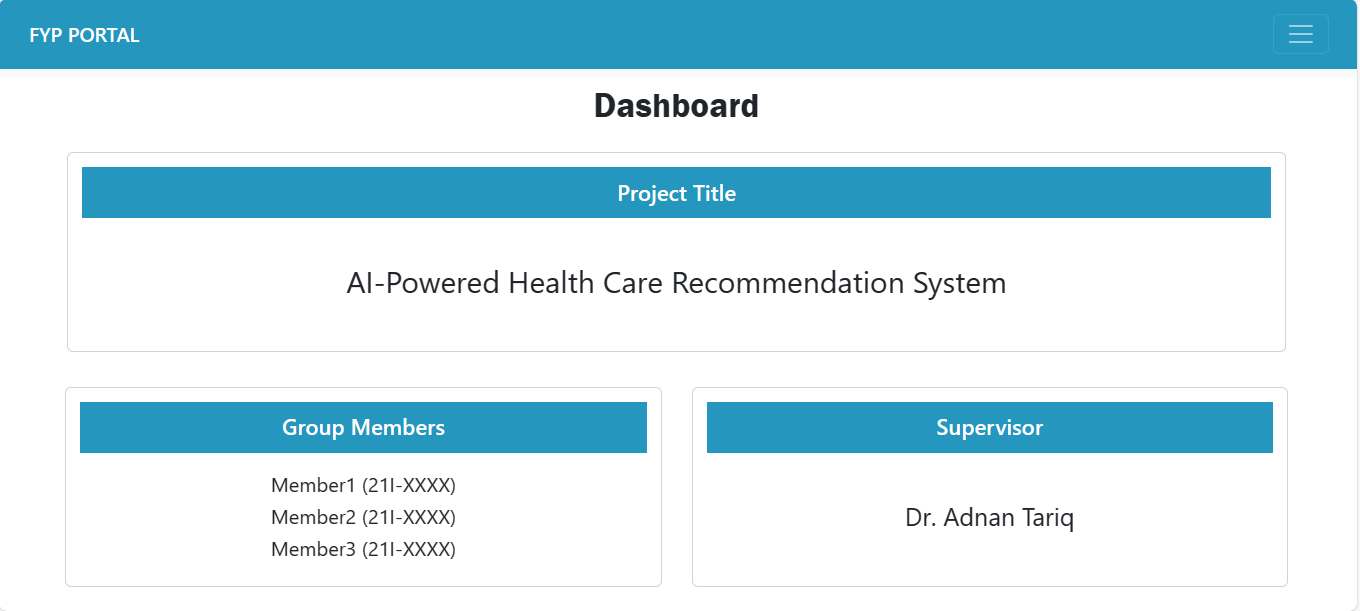 FYP PORTAL
Dashboard
Project Title
AI-Powered Health Care Recommendation System
Group Members
Member1 (21I-XXXX)
Member2 (21I-XXXX)
Member3 (21I-XXXX)
Supervisor
Dr. Adnan Tariq